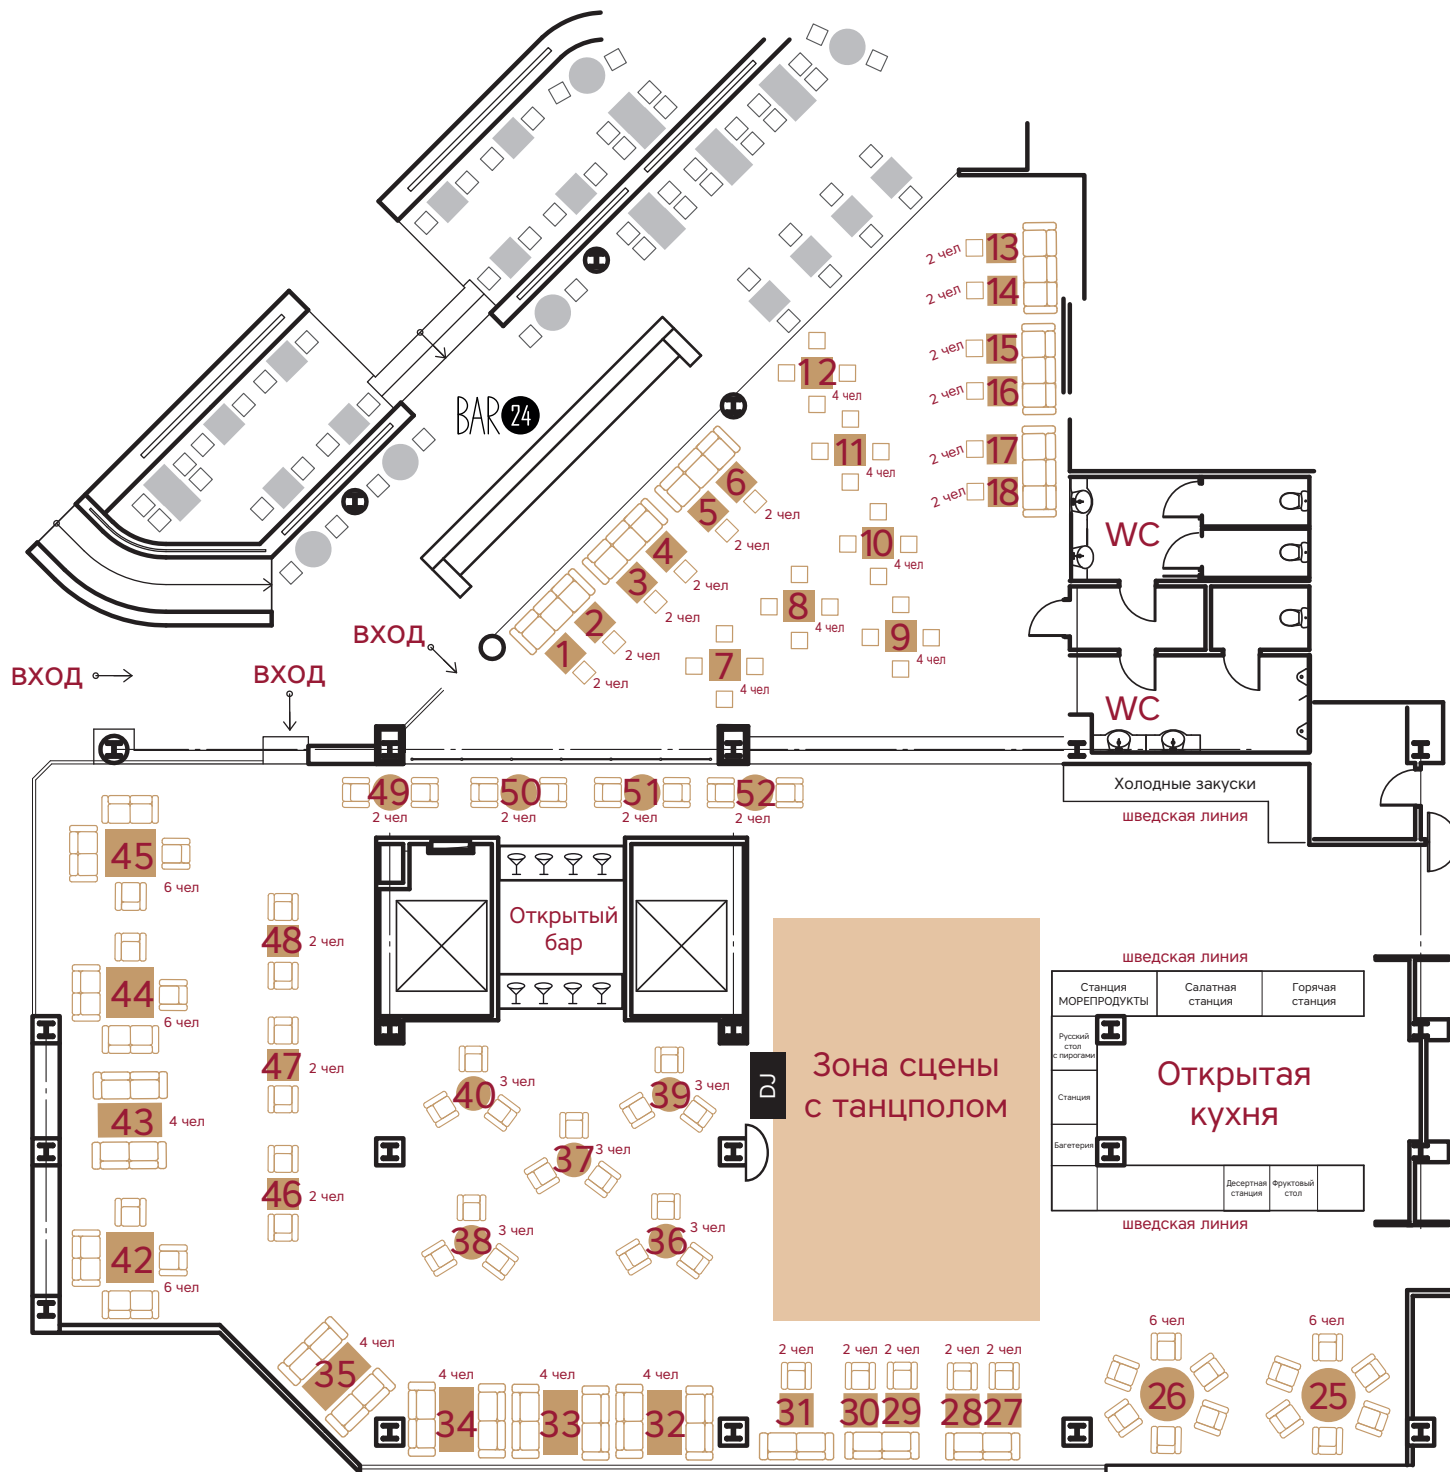 13
2 чел
14
2 чел
15
2 чел
16
2 чел
17
2 чел
18
2 чел
12
4 чел
11
4 чел
10
4 чел
8
4 чел
9
4 чел
7
4 чел
BAR 24
6
2 чел
5
2 чел
4
2 чел
3
2 чел
2
2 чел
1
2 чел
WC
WC
вход
вход
вход
49
2 чел
50
2 чел
51
2 чел
52
2 чел
Холодные закуски
шведская линия
45
6 чел
44
6 чел
43
4 чел
42
6 чел
48
2 чел
47
2 чел
46
2 чел
Открытый
бар
40
3 чел
39
3 чел
37
3 чел
38
3 чел
36
3 чел
DJ
Зона сцены
с танцполом
шведская линия
Станция
МОРЕПРОДУКТЫ
Салатная
станция
Горячая
станция
Русский
стол
с пирогами
Станция
Багетерия
Открытая
кухня
Десертная
станция
Фруктовый
стол
шведская линия
35
4 чел
34
4 чел
33
4 чел
32
4 чел
31
2 чел
30
2 чел
29
2 чел
28
2 чел
27
2 чел
26
6 чел
25
6 чел